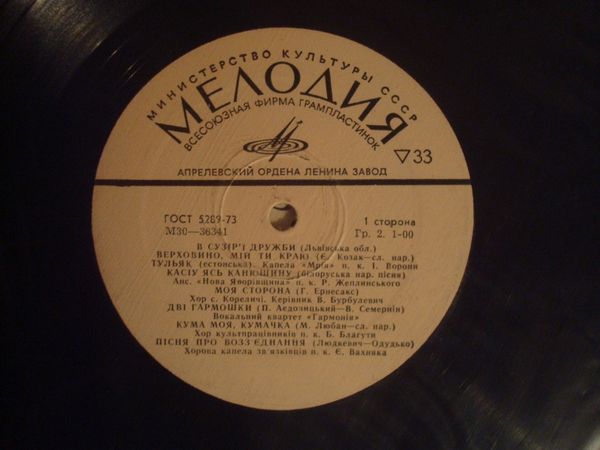 МИНИСТЕРСТВО КУЛЬТУРЫ СССР
МЕЛОДИЯ
ВСЕСОЮЗНАЯ ФИРМА ГРАМПЛАСТИНОК
▽33
АПРЕЛЕВСКИЙ ОРДЕНА ЛЕНИНА ЗАВОД
ГОСТ 5289-73
1 сторона
М30—36341
Гр. 2. 1-00
В СУЗІР'Ї ДРУЖБИ (Львівська обл.)
ВЕРХОВИНО, МІЙ ТИ КРАЮ (Є. Козак—сл. нар.)
ТУЛЬЯК (естонська). Капела «Мрія» п. к. І. Ворони
КАСІУ ЯСЬ КАНЮШИНУ (білоруська нар. пісня)
Анс. «Нова Яворівщина» п. к. Р. Жеплинського
МОЯ СТОРОНА (Г. Ернесакс)
Хор с. Кореличі. Керівник В. Бурбулевич
ДВІ ГАРМОШКИ (П. Аєдозицький—В. Семернін)
Вокальний квартет «Гармонія»
КУМА МОЯ, КУМАЧКА (М. Любан—сл. нар.)
Хор культпрацівників п. к. Б. Благути
ПІСНЯ ПРО ВОЗЗ'ЄДНАННЯ (Людкевич—Одудько)
Хорова капела зв'язківців п. к. Є. Вахняка